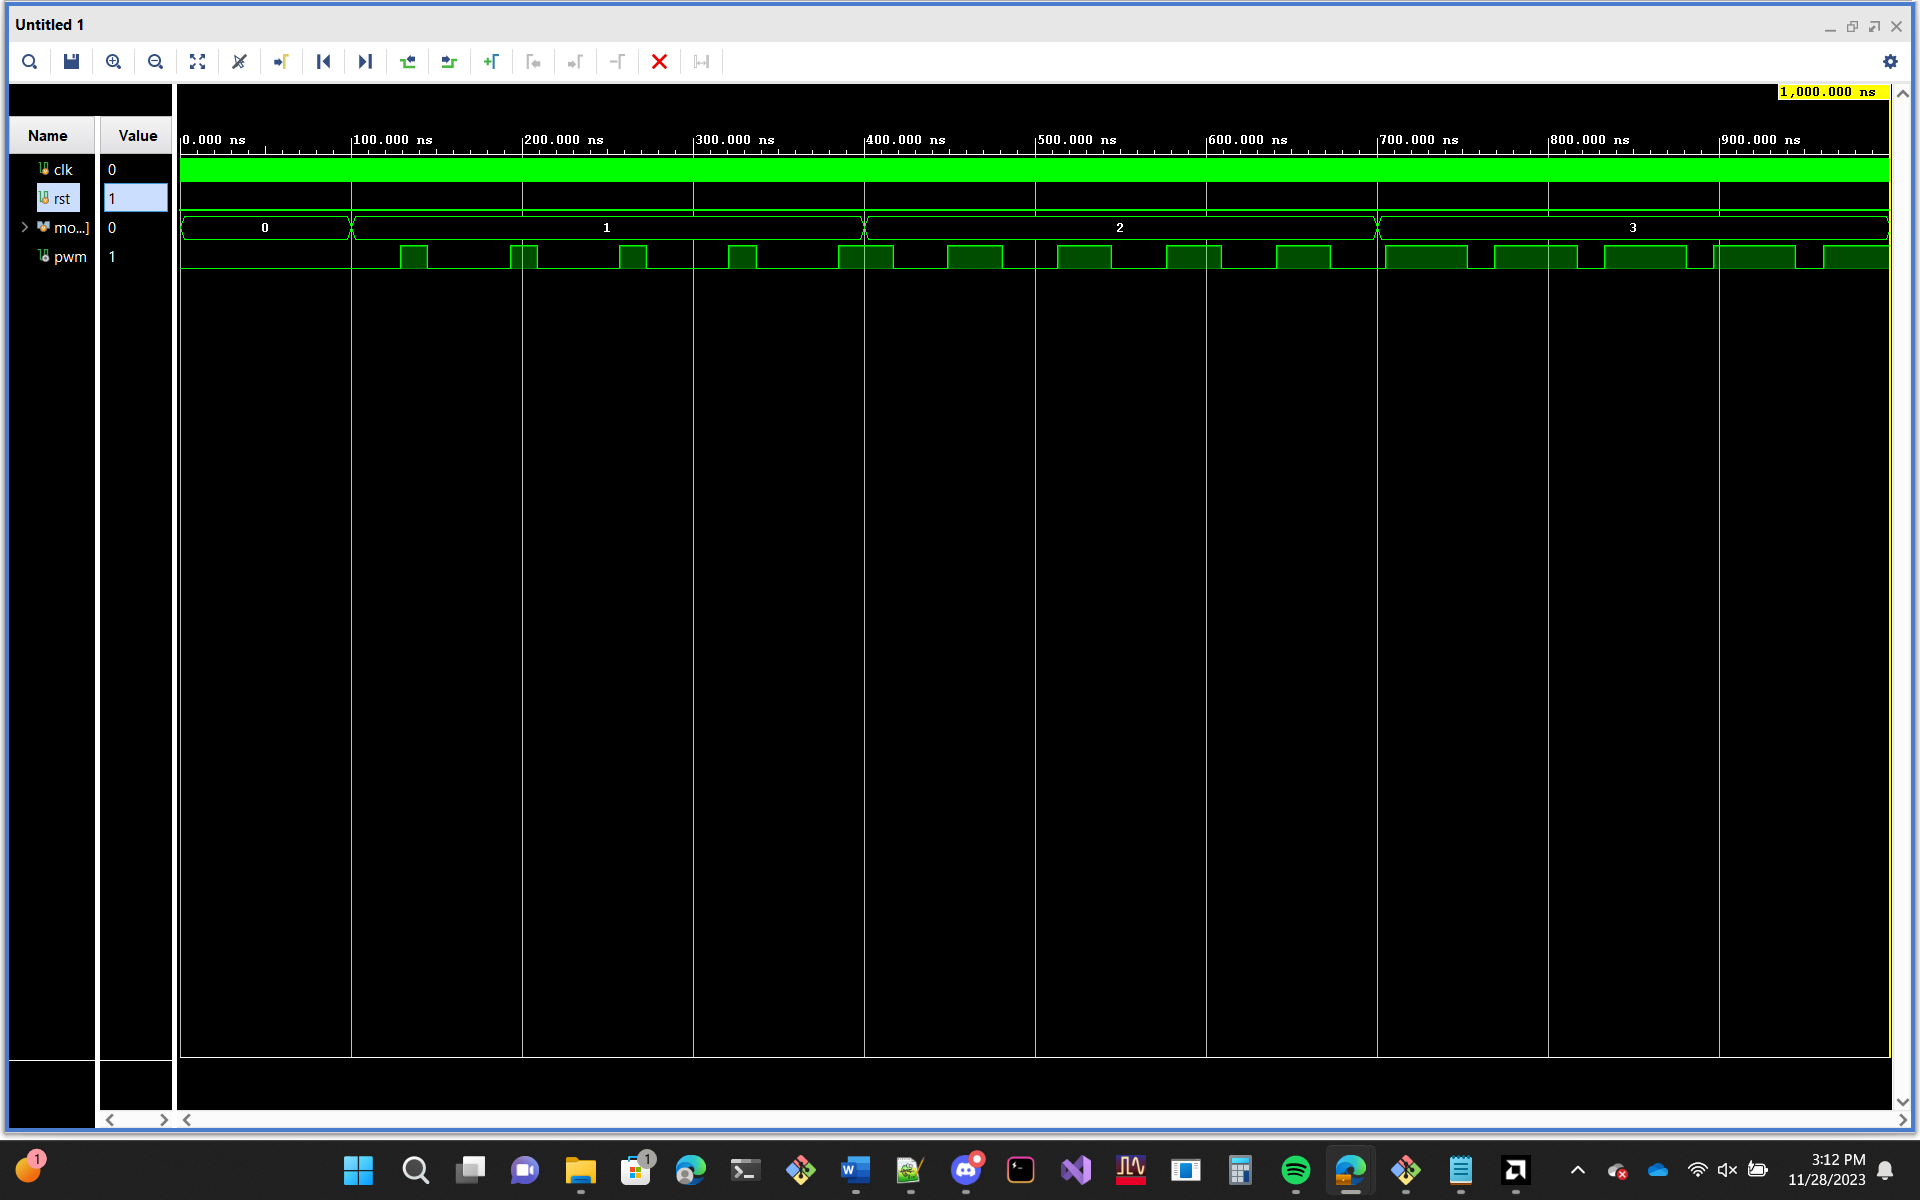 Untitled 1
1,000.000 ns
Name Value
0.000 ns 100.000 ns 200.000 ns 300.000 ns 400.000 ns 500.000 ns 600.000 ns 700.000 ns 800.000 ns 900.000 ns
clk 0
rst 1
mo...] 0 0 1 2 3
pwm 1
1
1
3:12 PM
11/28/2023